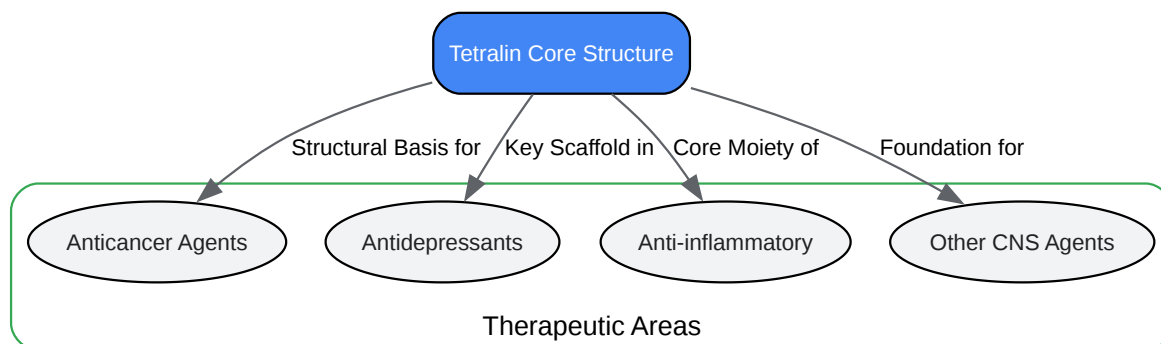 Tetralin Core Structure
Structural Basis for
Key Scaffold in
Core Moiety of
Foundation for
Anticancer Agents
Antidepressants
Anti-inflammatory
Other CNS Agents
Therapeutic Areas